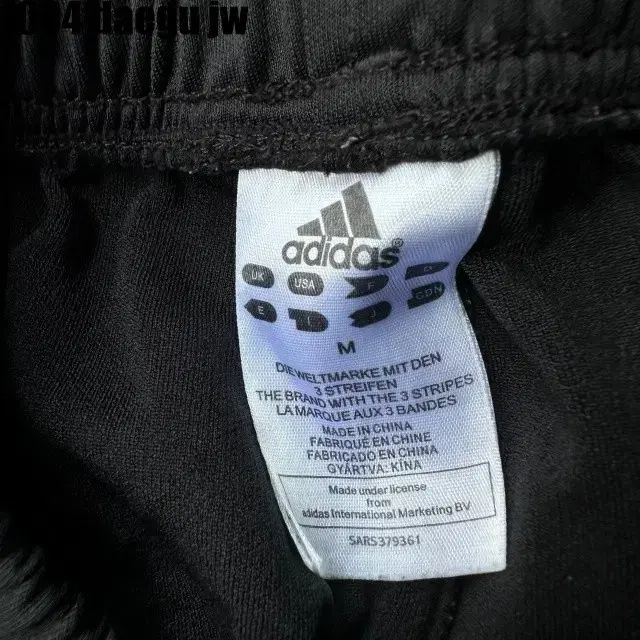 jw
adidas
UK USA F
E J CDN
M
DIE WELTMARKE MIT DEN
3 STREIFEN
THE BRAND WITH THE 3 STRIPES
LA MARQUE AUX 3 BANDES
MADE IN CHINA
FABRIQUÉ EN CHINE
FABRICADO EN CHINA
GYÁRTVA: KÍNA
Made under license
from
adidas International Marketing BV
SARS379361